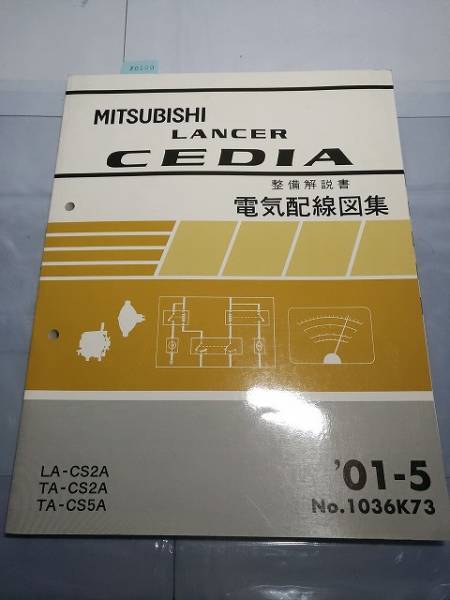 MITSUBISHI
LANCER
CEDIA
整備解説書
電気配線図集
LA-CS2A
TA-CS2A
TA-CS5A
'01-5
No.1036K73